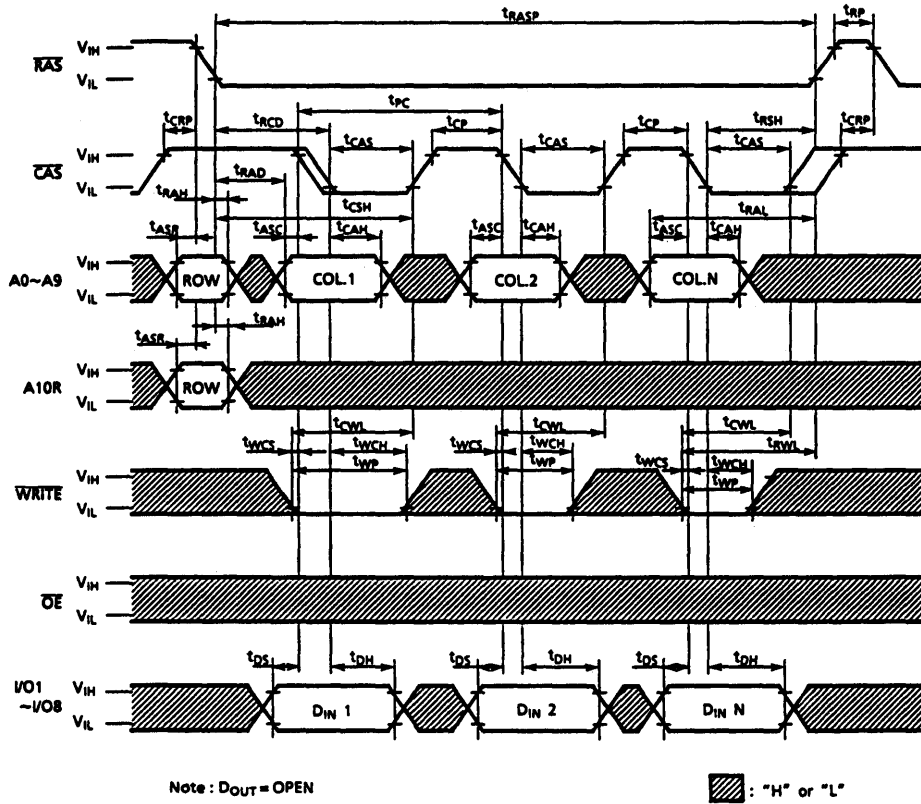 tRASP tRP
RAS VIH
VIL
tPC
tCRP tRCD tCP tCP tRSH tCRP
tCAS tCAS tCAS
CAS VIH
VIL
tRAD
tRAH tCSH tRAL
tASR tASC tCAH tASC tCAH tASC tCAH
A0~A9 VIH
VIL
ROW COL.1 COL.2 COL.N
tASR tRAH
A10R VIH
VIL
ROW
tCWL tCWL tCWL
tWCS tWCH tWCS tWCH tRWL
tWP tWP tWCS tWCH
tWP
WRITE VIH
VIL
OE VIH
VIL
tDS tDH tDS tDH tDS tDH
I/O1 ~I/O8 VIH
VIL
DIN 1 DIN 2 DIN N
Note : DOUT = OPEN
: "H" or "L"